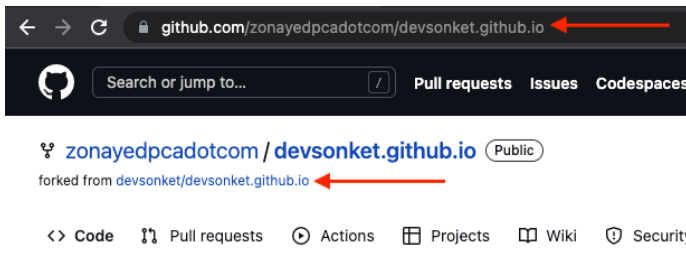 github.com/zonayedpcadotcom/devsonket.github.io
Search or jump to... / Pull requests Issues Codespaces
zonayedpcadotcom / devsonket.github.io Public
forked from devsonket/devsonket.github.io
<> Code Pull requests Actions Projects Wiki Security